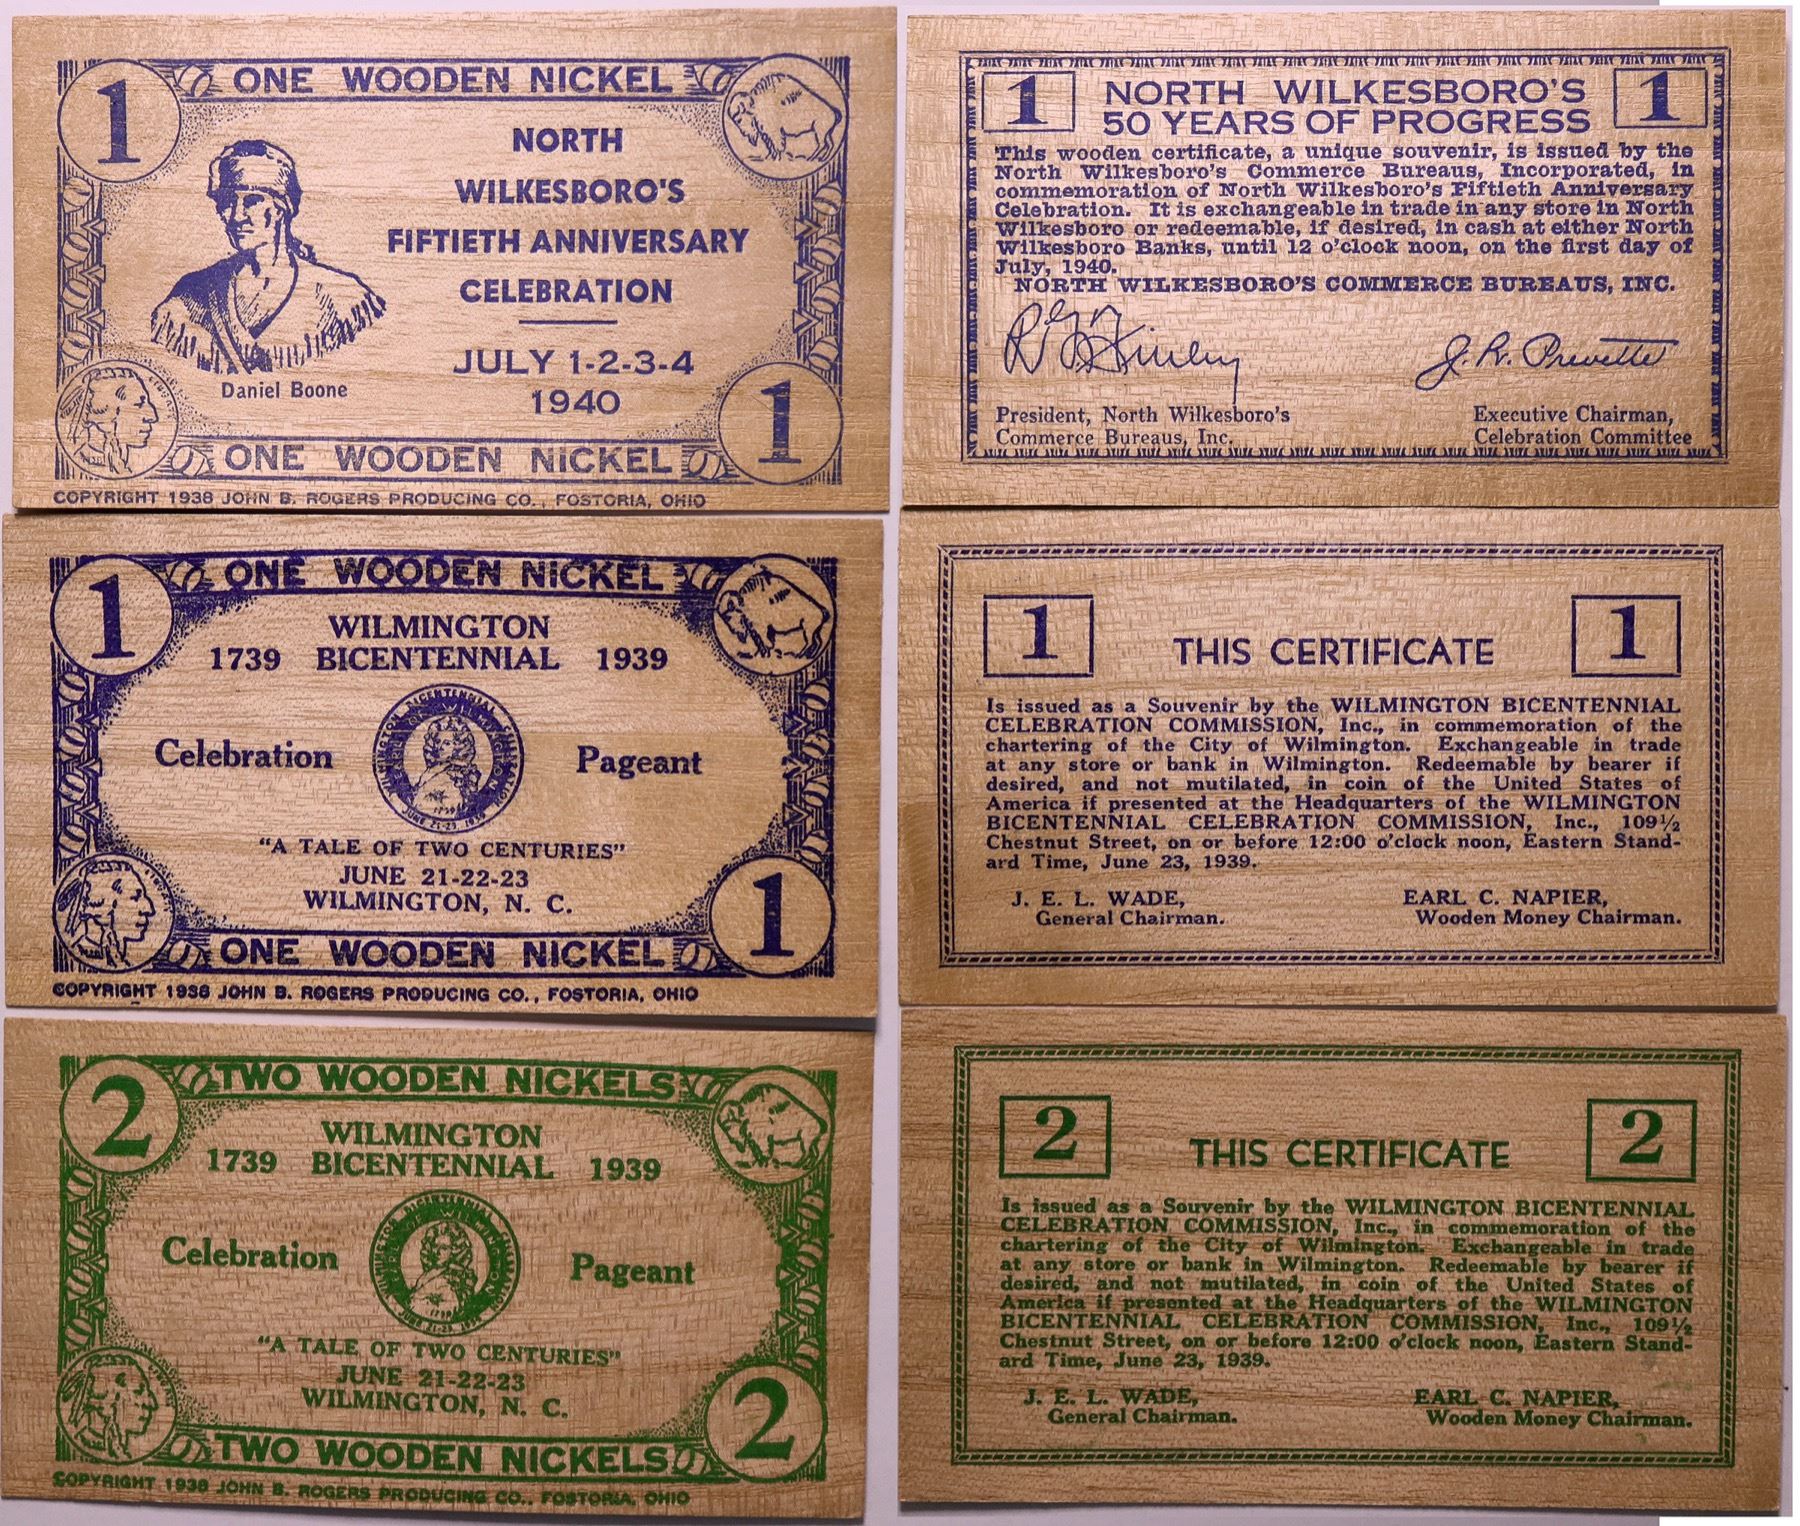 1
ONE WOODEN NICKEL
NORTH
WILKESBORO'S
FIFTIETH ANNIVERSARY
CELEBRATION
JULY 1-2-3-4
1940
Daniel Boone
ONE WOODEN NICKEL
1
COPYRIGHT 1938 JOHN B. ROGERS PRODUCING CO., FOSTORIA, OHIO
1
1
NORTH WILKESBORO'S
50 YEARS OF PROGRESS
This wooden certificate, a unique souvenir, is issued by the
North Wilkesboro's Commerce Bureaus, Incorporated, in
commemoration of North Wilkesboro's Fiftieth Anniversary
Celebration. It is exchangeable in trade in any store in North
Wilkesboro or redeemable, if desired, in cash at either North
Wilkesboro Banks, until 12 o'clock noon, on the first day of
July, 1940.
NORTH WILKESBORO'S COMMERCE BUREAUS, INC.
J. R. Prevette
President, North Wilkesboro's
Commerce Bureaus, Inc.
Executive Chairman,
Celebration Committee
1
ONE WOODEN NICKEL
WILMINGTON
1739 BICENTENNIAL 1939
WILMINGTON BICENTENNIAL CELEBRATION
1739
JUNE 21-23, 1939
Celebration Pageant
"A TALE OF TWO CENTURIES"
JUNE 21-22-23
WILMINGTON, N. C.
ONE WOODEN NICKEL
1
COPYRIGHT 1938 JOHN B. ROGERS PRODUCING CO., FOSTORIA, OHIO
1
1
THIS CERTIFICATE
Is issued as a Souvenir by the WILMINGTON BICENTENNIAL
CELEBRATION COMMISSION, Inc., in commemoration of the
chartering of the City of Wilmington. Exchangeable in trade
at any store or bank in Wilmington. Redeemable by bearer if
desired, and not mutilated, in coin of the United States of
America if presented at the Headquarters of the WILMINGTON
BICENTENNIAL CELEBRATION COMMISSION, Inc., 109½
Chestnut Street, on or before 12:00 o'clock noon, Eastern Stand-
ard Time, June 23, 1939.
J. E. L. WADE,
General Chairman.
EARL C. NAPIER,
Wooden Money Chairman.
2
TWO WOODEN NICKELS
WILMINGTON
1739 BICENTENNIAL 1939
WILMINGTON BICENTENNIAL CELEBRATION
1739
JUNE 21-23, 1939
Celebration Pageant
"A TALE OF TWO CENTURIES"
JUNE 21-22-23
WILMINGTON, N. C.
TWO WOODEN NICKELS
2
COPYRIGHT 1938 JOHN B. ROGERS PRODUCING CO., FOSTORIA, OHIO
2
2
THIS CERTIFICATE
Is issued as a Souvenir by the WILMINGTON BICENTENNIAL
CELEBRATION COMMISSION, Inc., in commemoration of the
chartering of the City of Wilmington. Exchangeable in trade
at any store or bank in Wilmington. Redeemable by bearer if
desired, and not mutilated, in coin of the United States of
America if presented at the Headquarters of the WILMINGTON
BICENTENNIAL CELEBRATION COMMISSION, Inc., 109½
Chestnut Street, on or before 12:00 o'clock noon, Eastern Stand-
ard Time, June 23, 1939.
J. E. L. WADE,
General Chairman.
EARL C. NAPIER,
Wooden Money Chairman.